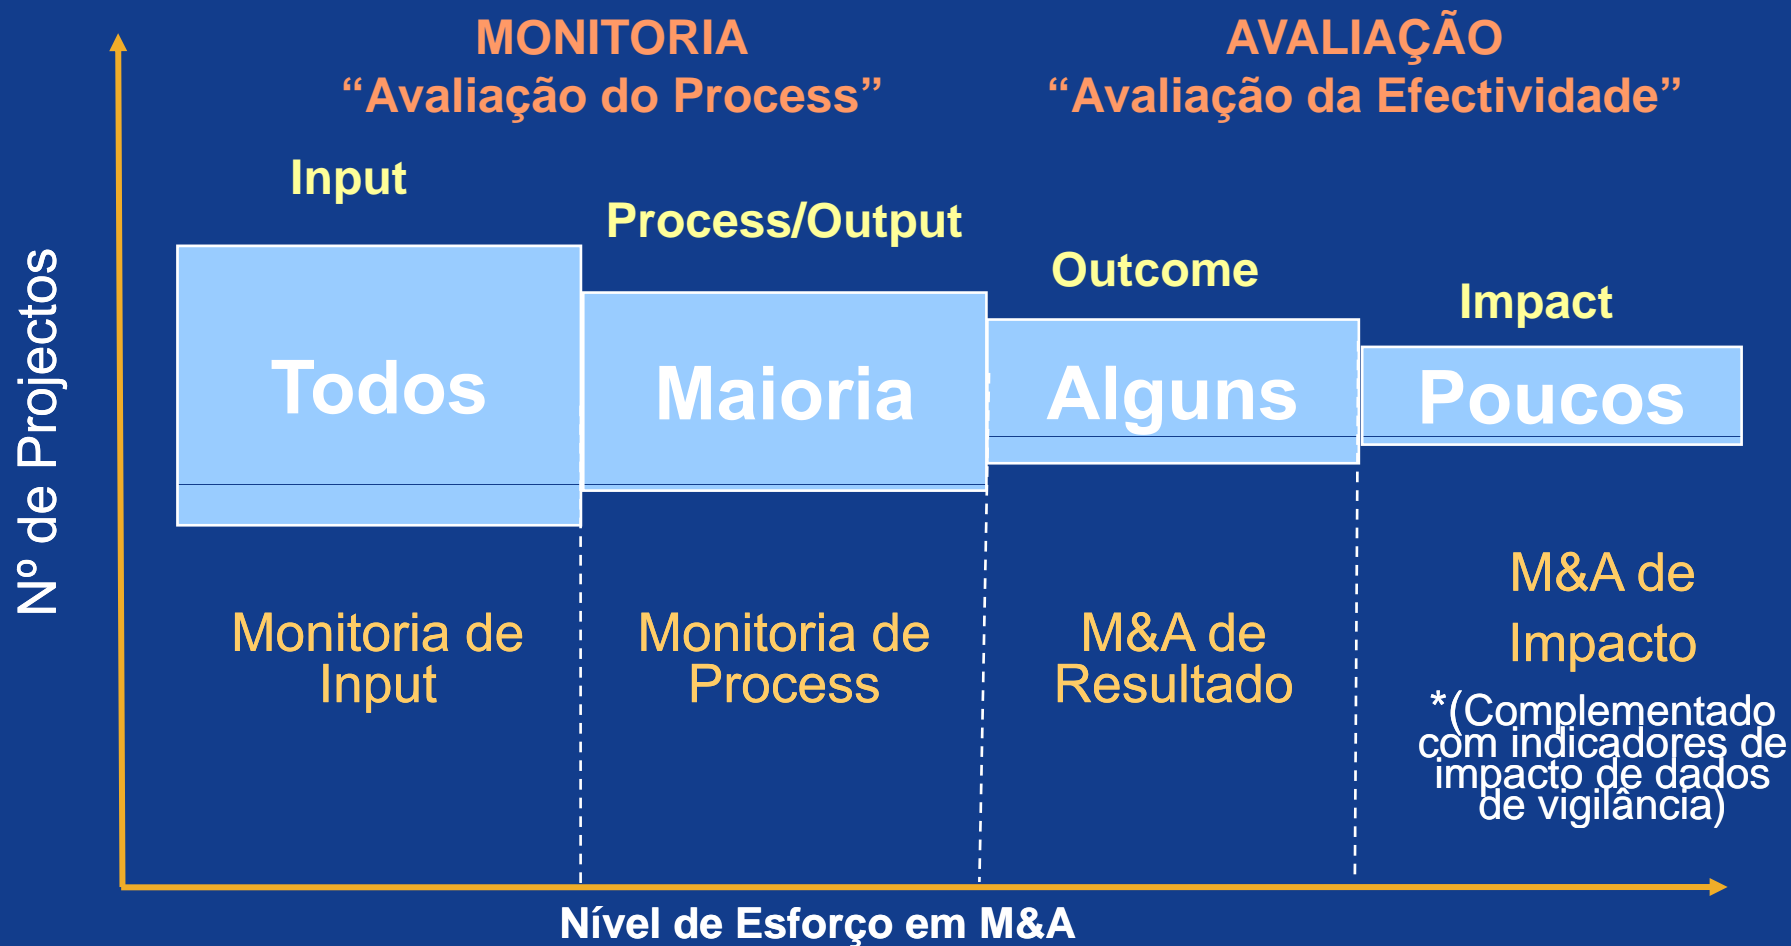 MONITORIA
“Avaliação do Process”
AVALIAÇÃO
“Avaliação da Efectividade”
Input
Process/Output
Outcome
Impact
Nº de Projectos
Todos
Maioria
Alguns
Poucos
Monitoria de
Input
Monitoria de
Process
M&A de
Resultado
M&A de
Impacto
*(Complementado
com indicadores de
impacto de dados
de vigilância)
Nível de Esforço em M&A